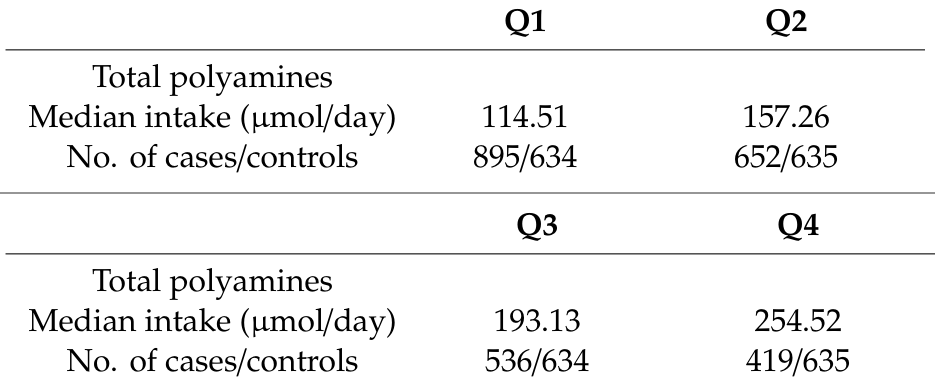 Q1 Q2
Total polyamines
Median intake (µmol/day) 114.51 157.26
No. of cases/controls 895/634 652/635
Q3 Q4
Total polyamines
Median intake (µmol/day) 193.13 254.52
No. of cases/controls 536/634 419/635